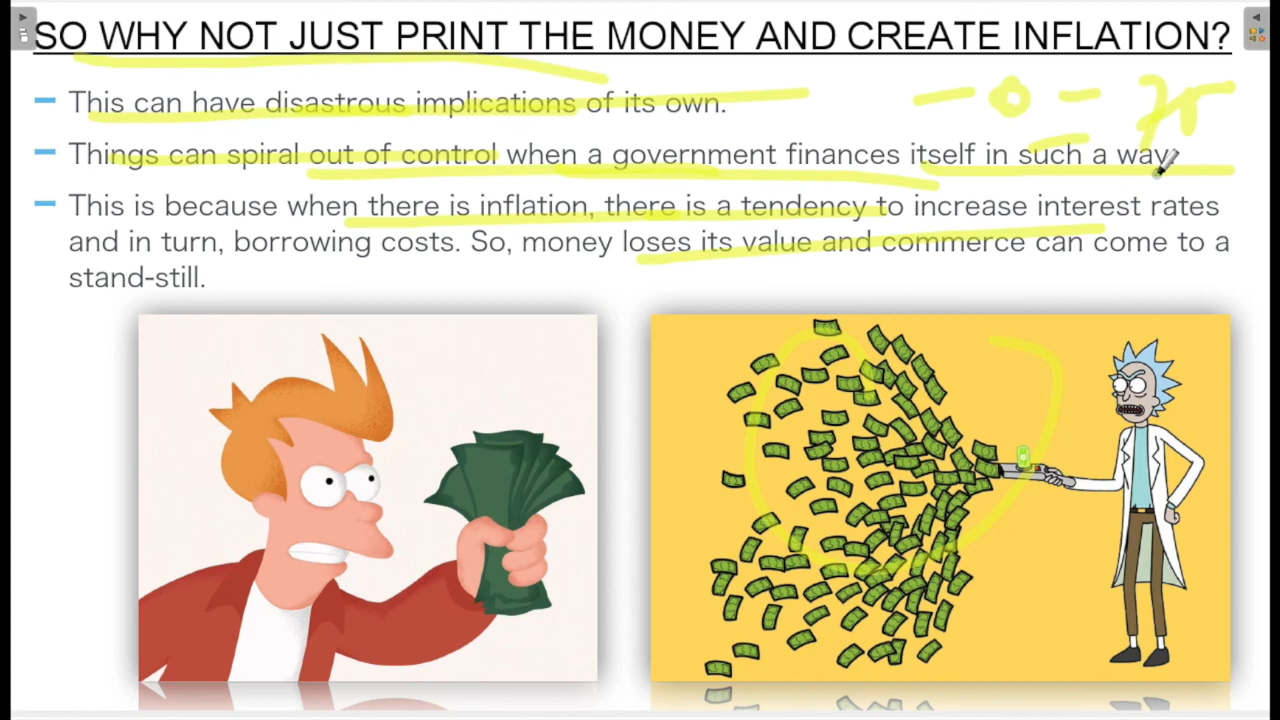 SO WHY NOT JUST PRINT THE MONEY AND CREATE INFLATION?
This can have disastrous implications of its own.
Things can spiral out of control when a government finances itself in such a way.
This is because when there is inflation, there is a tendency to increase interest rates
and in turn, borrowing costs. So, money loses its value and commerce can come to a
stand-still.